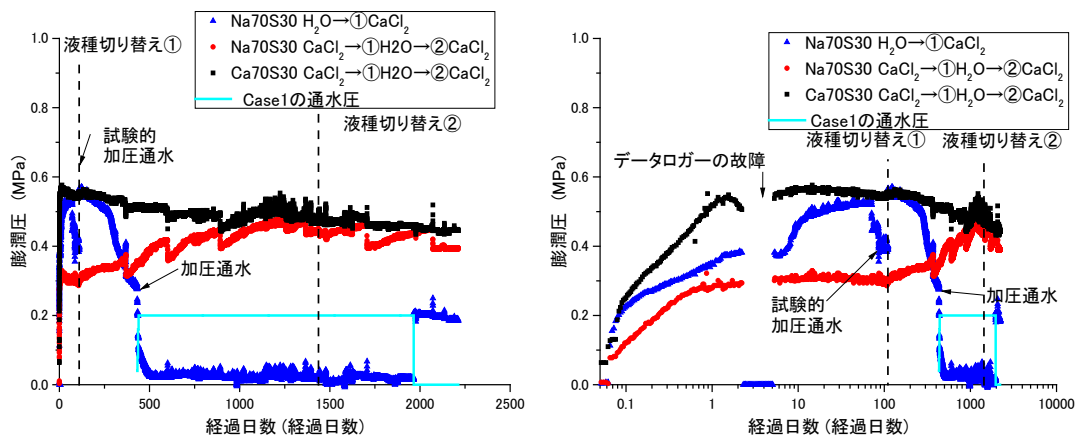 Na70S30 H₂O→①CaCl₂
Na70S30 CaCl₂→①H2O→②CaCl₂
Ca70S30 CaCl₂→①H2O→②CaCl₂
Case1の通水圧
液種切り替え①
液種切り替え②
試験的
加圧通水
加圧通水
膨潤圧 (MPa)
1.0
0.8
0.6
0.4
0.2
0.0
0
500
1000
1500
2000
2500
経過日数 (経過日数)
Na70S30 H₂O→①CaCl₂
Na70S30 CaCl₂→①H₂O→②CaCl₂
Ca70S30 CaCl₂→①H₂O→②CaCl₂
Case1の通水圧
液種切り替え①
液種切り替え②
データロガーの故障
試験的
加圧通水
加圧通水
膨潤圧 (MPa)
1.0
0.8
0.6
0.4
0.2
0.0
0.1
1
10
100
1000
10000
経過日数 (経過日数)